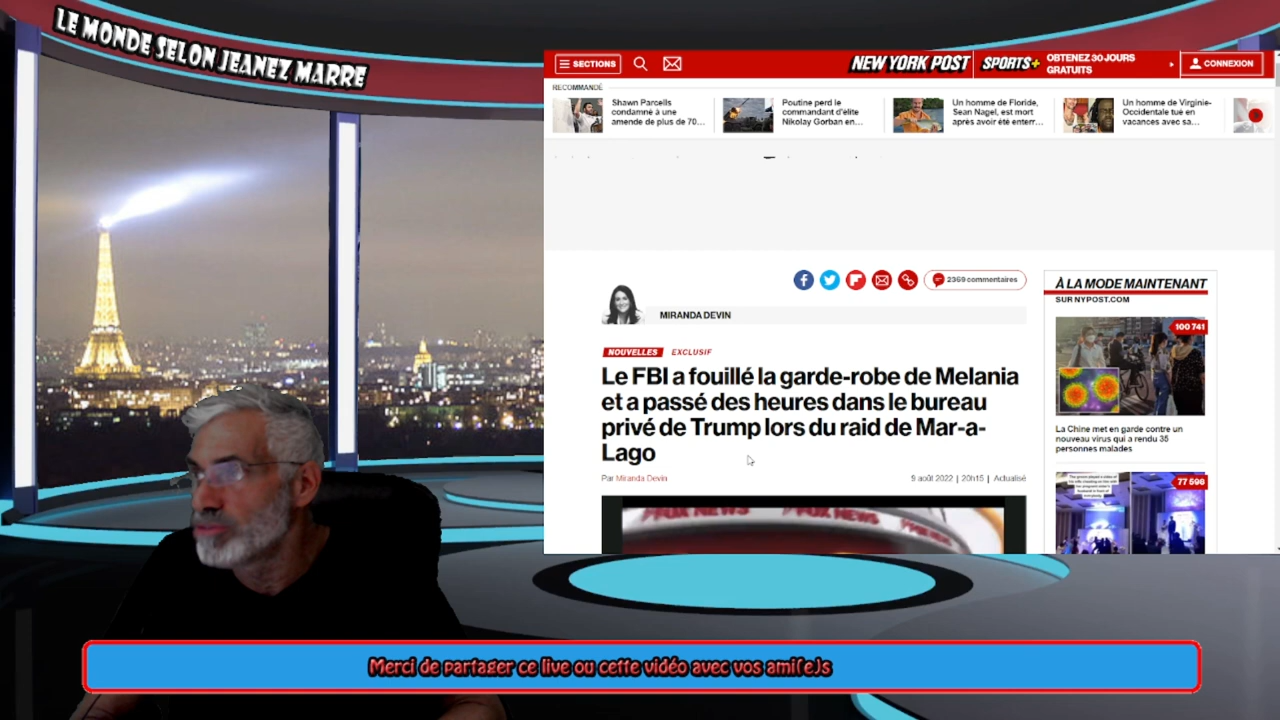 LE MONDE SELON JEANEZ MARRE
SECTIONS
NEW YORK POST
SPORTS+
OBTENEZ 30 JOURS
GRATUITS
CONNEXION
RECOMMANDÉ
Shawn Parcells
condamné à une
amende de plus de 70...
Poutine perd le
commandant d'élite
Nikolay Gorban en...
Un homme de Floride,
Sean Nagel, est mort
après avoir été enterr...
Un homme de Virginie-
Occidentale tué en
vacances avec sa...
2369 commentaires
MIRANDA DEVIN
NOUVELLES EXCLUSIF
Le FBI a fouillé la garde-robe de Melania
et a passé des heures dans le bureau
privé de Trump lors du raid de Mar-a-
Lago
Par Miranda Devin
9 août 2022 | 20h15 | Actualisé
FOX NEWS FOX NEWS
À LA MODE MAINTENANT
SUR NYPOST.COM
100 741
La Chine met en garde contre un
nouveau virus qui a rendu 35
personnes malades
77 596
Merci de partager ce live ou cette vidéo avec vos ami(e)s